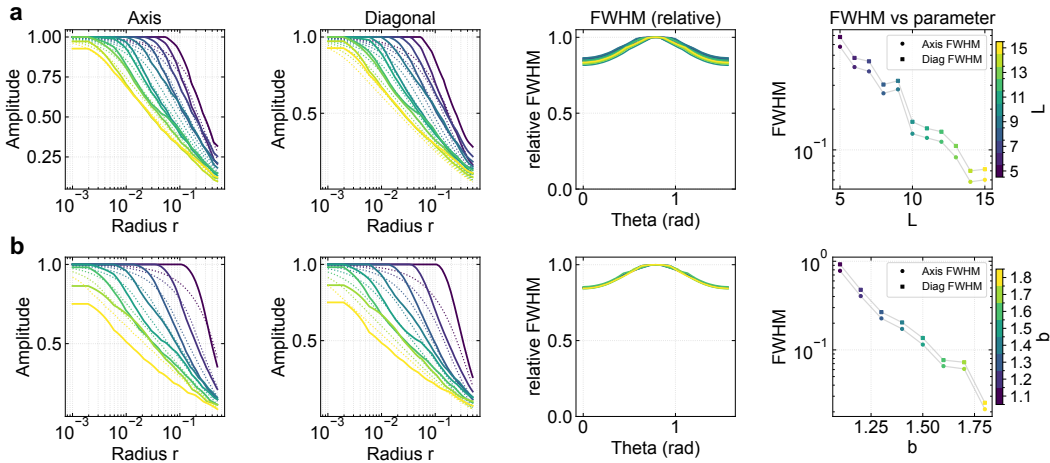 a
Axis
Diagonal
FWHM (relative)
FWHM vs parameter
Amplitude
1.00
0.75
0.50
0.25
10⁻³ 10⁻² 10⁻¹
Radius r
Amplitude
1.0
0.5
10⁻³ 10⁻² 10⁻¹
Radius r
relative FWHM
1.0
0.5
0.0
0 1
Theta (rad)
FWHM
10⁻¹
Axis FWHM
Diag FWHM
5 10 15
L
15
13
11
9
7
5
L
b
Amplitude
1.0
0.5
10⁻³ 10⁻² 10⁻¹
Radius r
Amplitude
1.0
0.5
10⁻³ 10⁻² 10⁻¹
Radius r
relative FWHM
1.0
0.5
0.0
0 1
Theta (rad)
FWHM
10⁰
10⁻¹
Axis FWHM
Diag FWHM
1.25 1.50 1.75
b
1.8
1.7
1.6
1.5
1.4
1.3
1.2
1.1
b